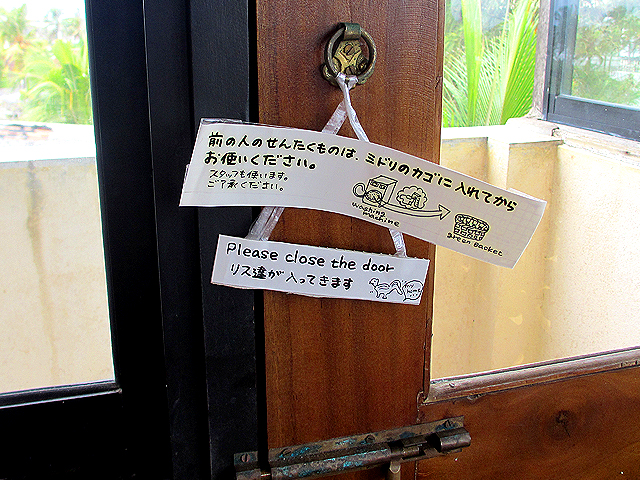 前の人のせんたくものは、ミドリのカゴに入れてから
お使いください。
スタッフも使います。
ご了承ください。
washing
machine
green basket
Please close the door
リス達が入ってきます
my
home